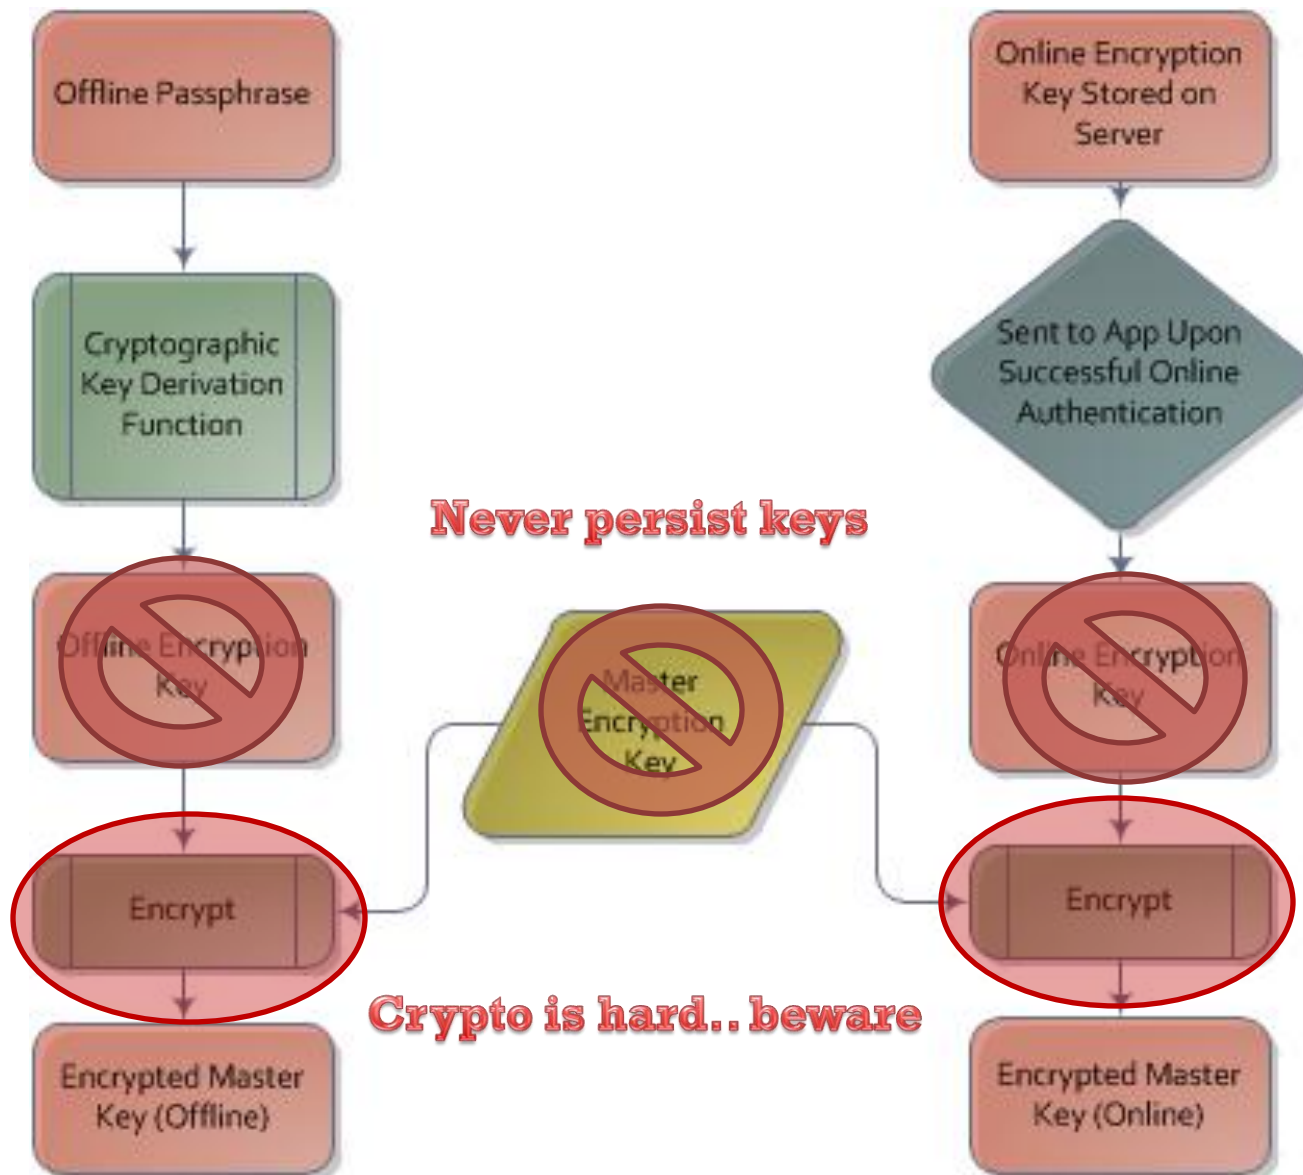 Offline Passphrase
Online Encryption
Key Stored on
Server
Cryptographic
Key Derivation
Function
Sent to App Upon
Successful Online
Authentication
Never persist keys
Offline Encryption
Key
Master
Encryption
Key
Online Encryption
Key
Encrypt
Encrypt
Crypto is hard.. beware
Encrypted Master
Key (Offline)
Encrypted Master
Key (Online)